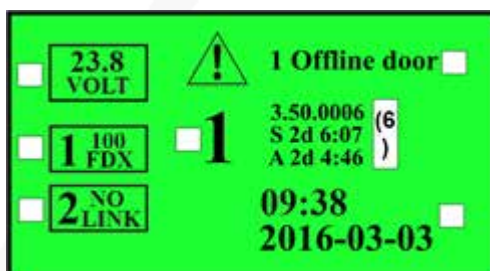 23.8
VOLT
! 1 Offline door
1 100
FDX
1
3.50.0006
S 2d 6:07
A 2d 4:46
(6
)
2 NO
LINK
09:38
2016-03-03